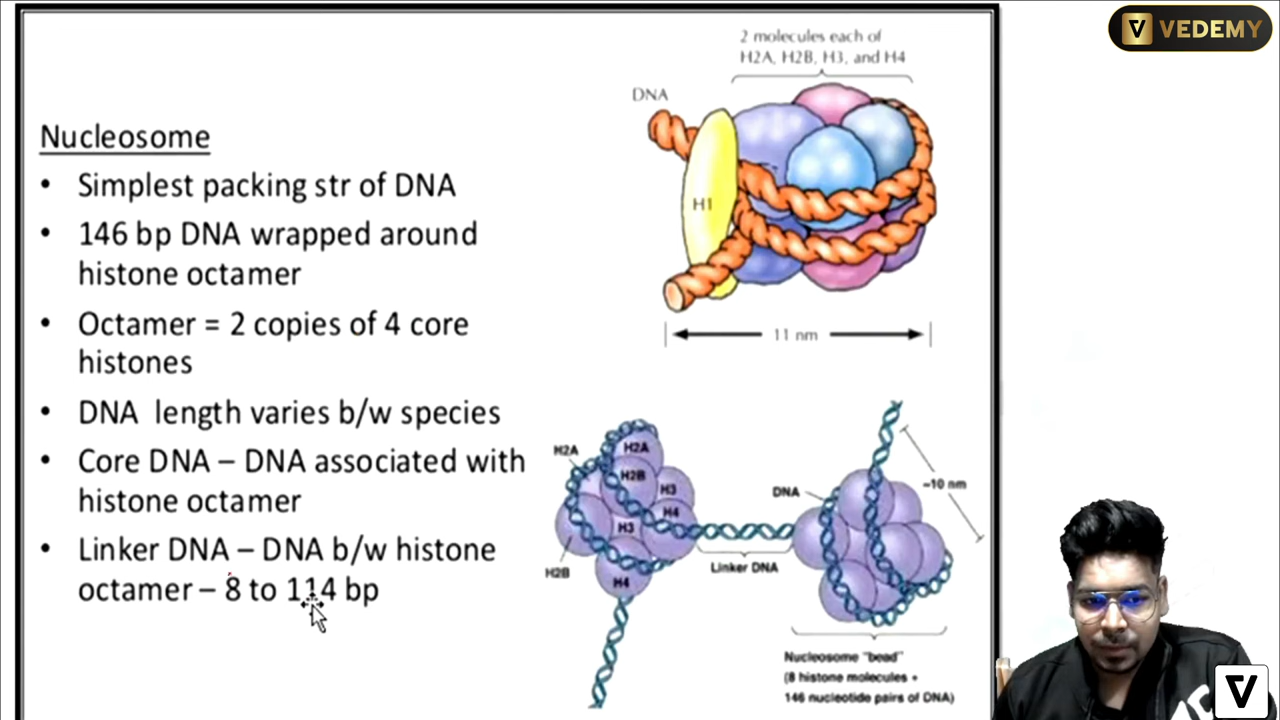 VEDEMY
Nucleosome
• Simplest packing str of DNA
• 146 bp DNA wrapped around
histone octamer
• Octamer = 2 copies of 4 core
histones
• DNA length varies b/w species
• Core DNA – DNA associated with
histone octamer
• Linker DNA – DNA b/w histone
octamer – 8 to 114 bp
2 molecules each of
H2A, H2B, H3, and H4
DNA
H1
11 nm
H2A
H2A
H2B
H3
H4
H3
H2B
H4
DNA
~10 nm
Linker DNA
Nucleosome "bead"
(8 histone molecules +
146 nucleotide pairs of DNA)